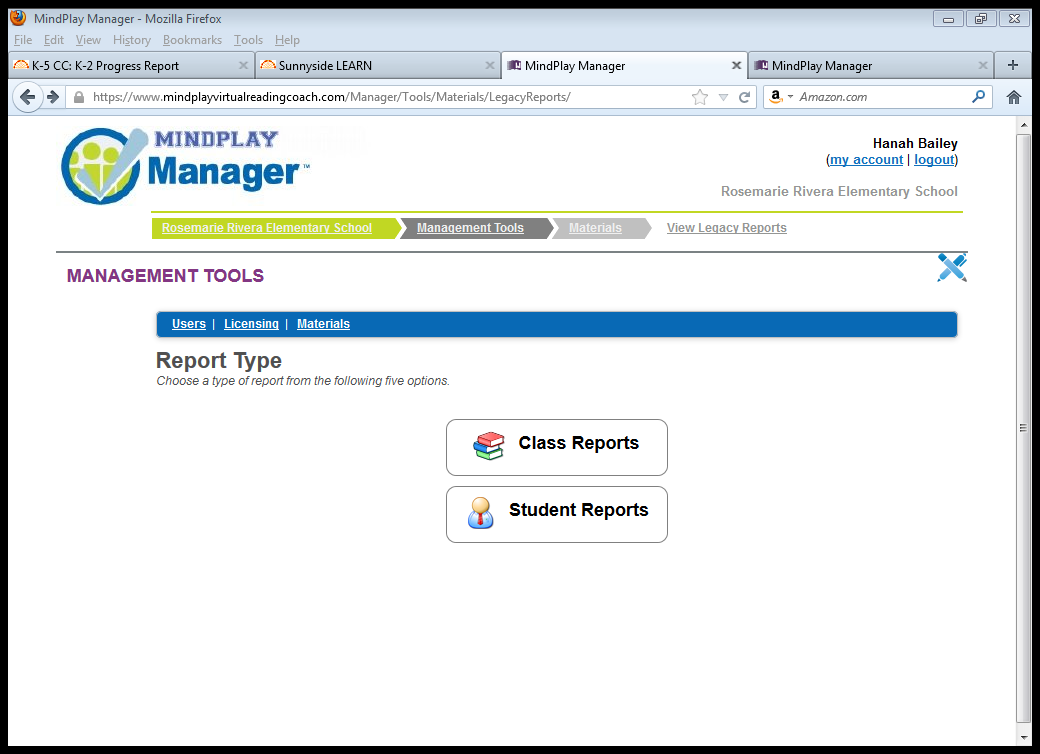 MindPlay Manager - Mozilla Firefox
File Edit View History Bookmarks Tools Help
K-5 CC: K-2 Progress Report Sunnyside LEARN MindPlay Manager MindPlay Manager
https://www.mindplayvirtualreadingcoach.com/Manager/Tools/Materials/LegacyReports/ a Amazon.com
MINDPLAY
Manager™
Hanah Bailey
(my account | logout)
Rosemarie Rivera Elementary School
Rosemarie Rivera Elementary School Management Tools Materials View Legacy Reports
MANAGEMENT TOOLS
Users | Licensing | Materials
Report Type
Choose a type of report from the following five options.
Class Reports
Student Reports